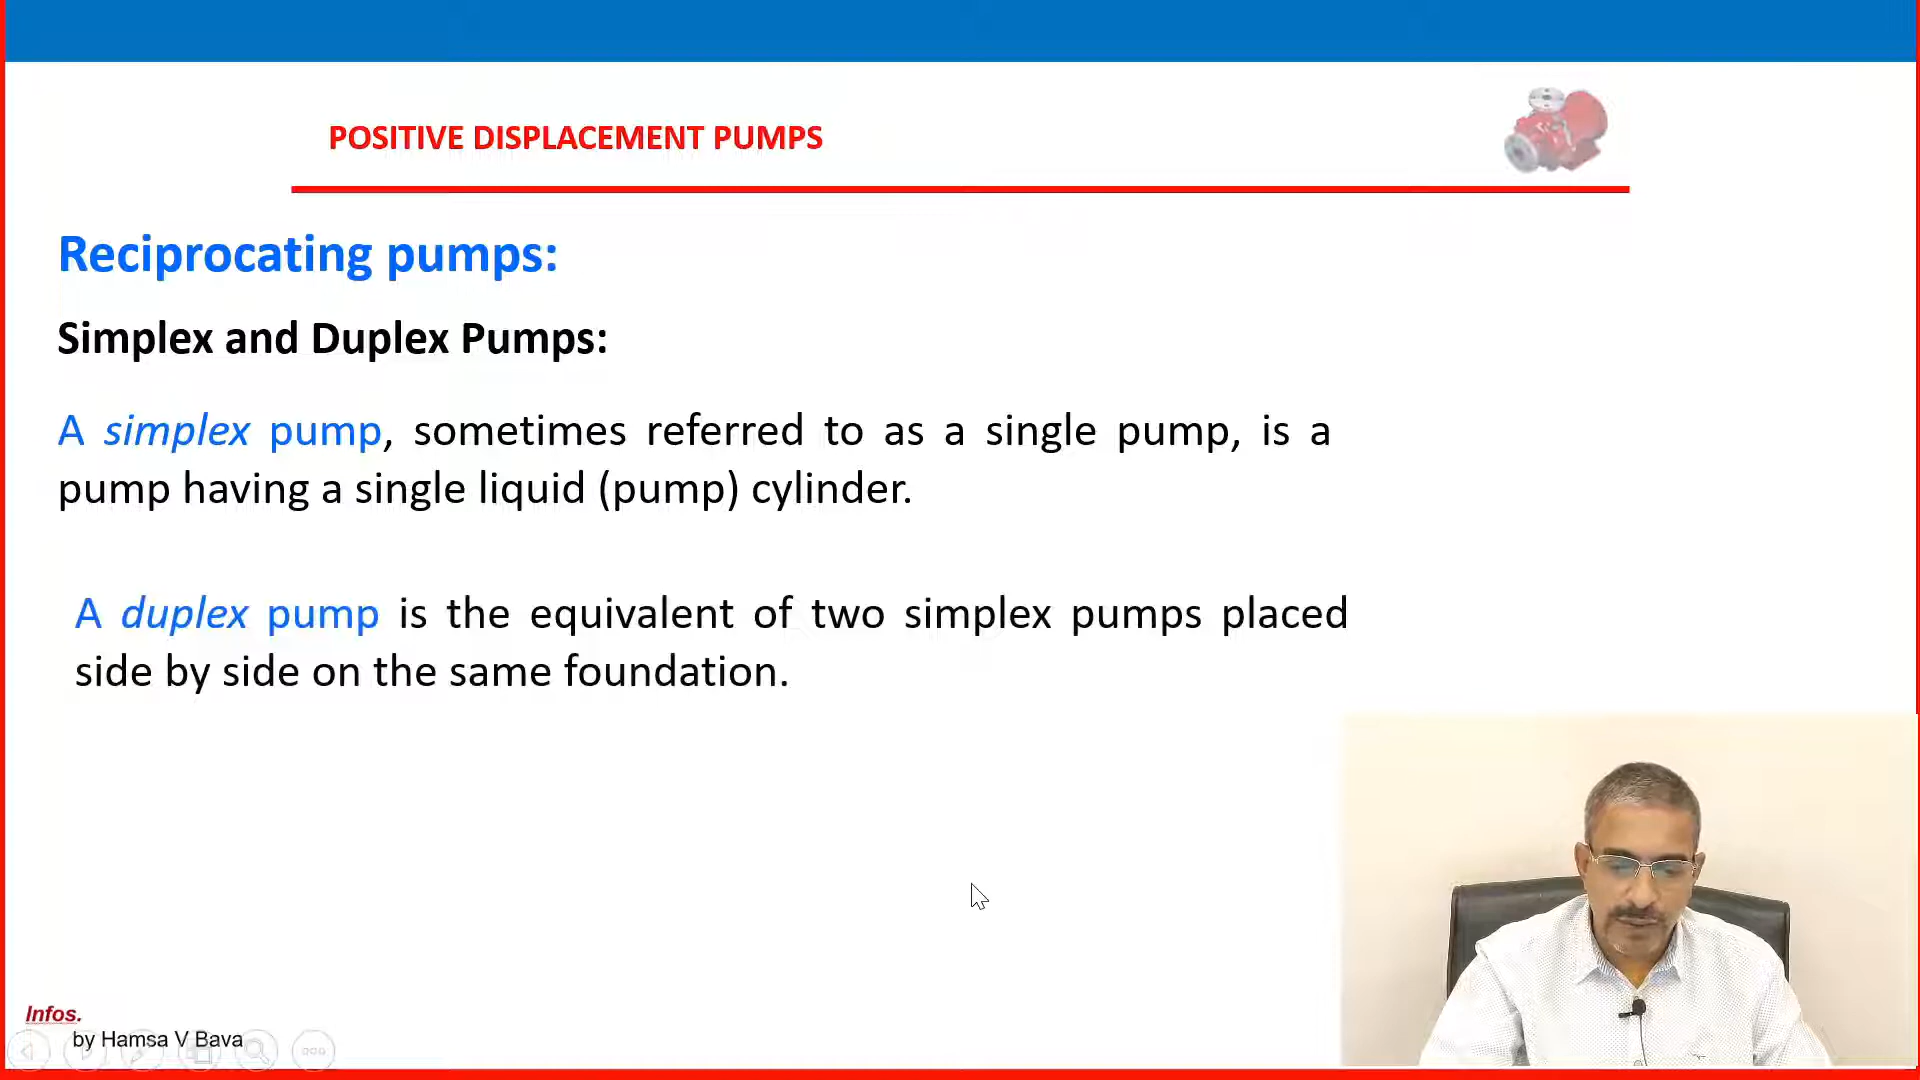 POSITIVE DISPLACEMENT PUMPS
Reciprocating pumps:
Simplex and Duplex Pumps:
A simplex pump, sometimes referred to as a single pump, is a
pump having a single liquid (pump) cylinder.
A duplex pump is the equivalent of two simplex pumps placed
side by side on the same foundation.
Infos.
by Hamsa V Bava